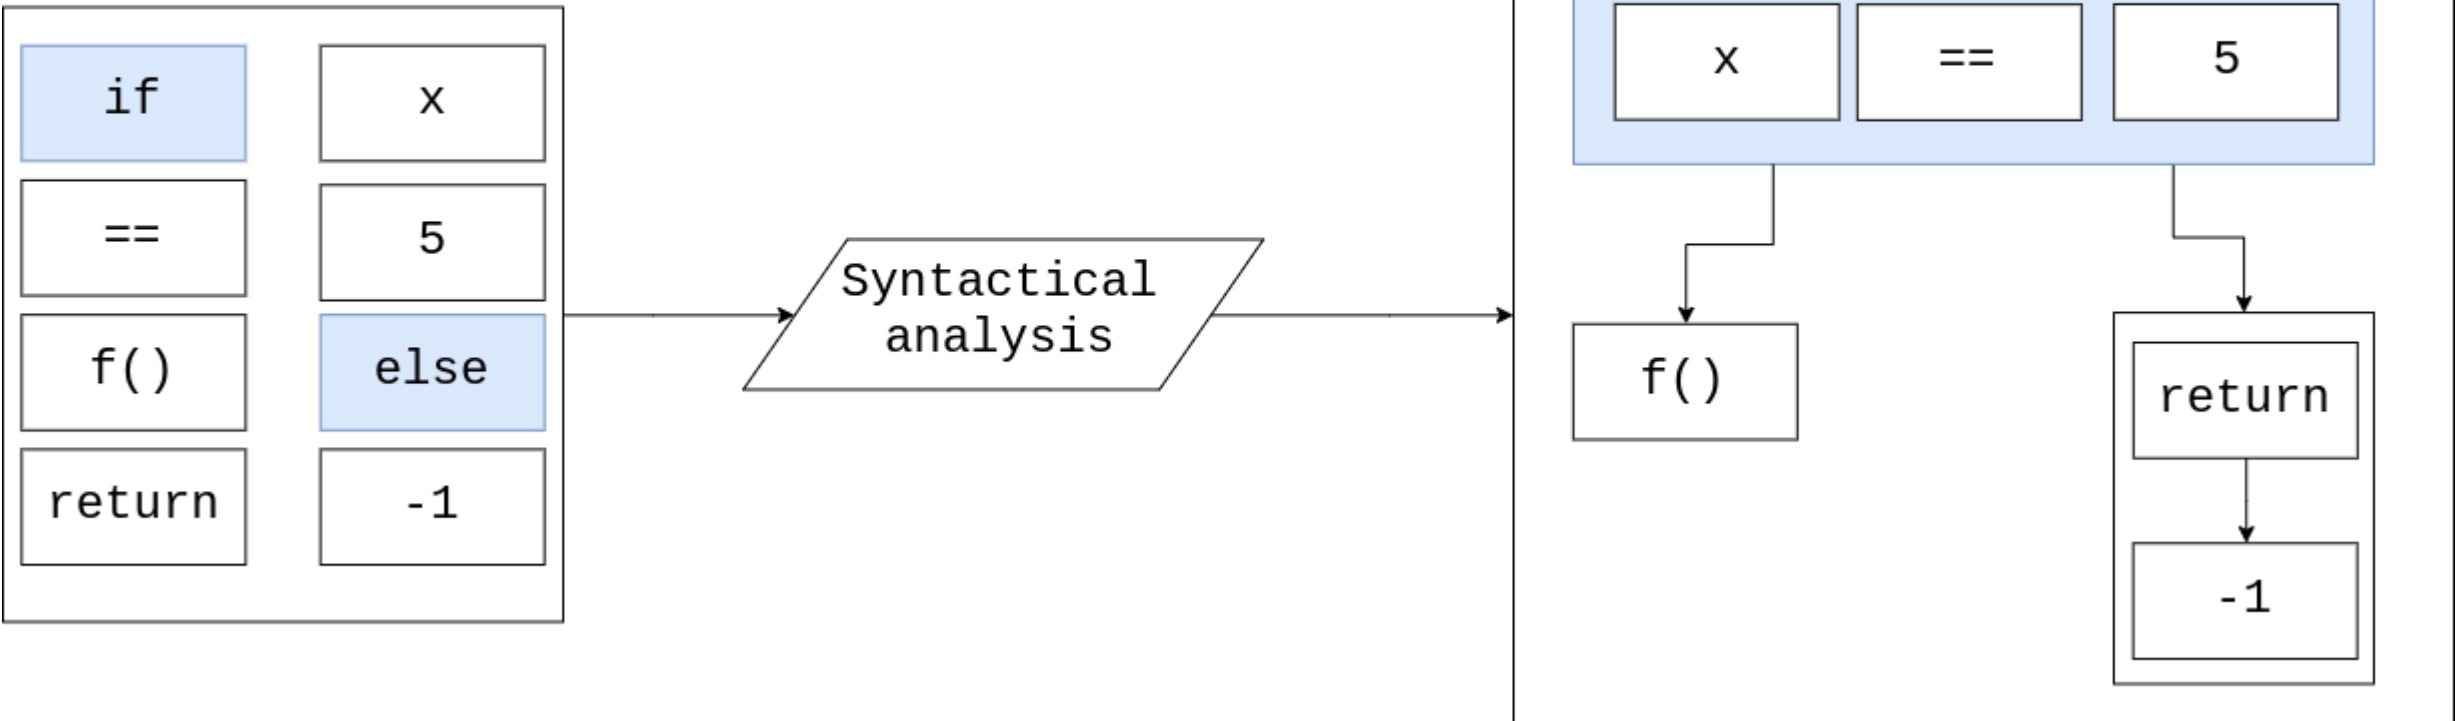 if
x
==
5
f()
else
return
-1
Syntactical
analysis
x
==
5
f()
return
-1